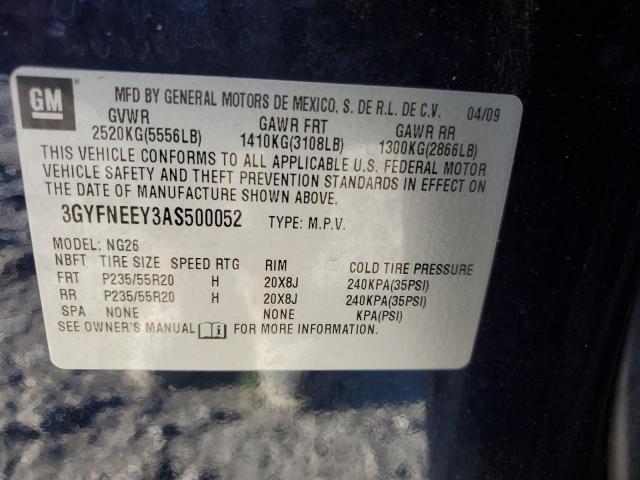 GM
MFD BY GENERAL MOTORS DE MEXICO, S. DE R.L. DE C.V. 04/09
GVWR GAWR FRT GAWR RR
2520KG(5556LB) 1410KG(3108LB) 1300KG(2866LB)
THIS VEHICLE CONFORMS TO ALL APPLICABLE U.S. FEDERAL MOTOR
VEHICLE SAFETY AND THEFT PREVENTION STANDARDS IN EFFECT ON
THE DATE OF MANUFACTURE SHOWN ABOVE.
3GYFNEEY3AS500052 TYPE: M.P.V.
MODEL: NG26
NBFT TIRE SIZE SPEED RTG RIM COLD TIRE PRESSURE
FRT P235/55R20 H 20X8J 240KPA(35PSI)
RR P235/55R20 H 20X8J 240KPA(35PSI)
SPA NONE NONE KPA(PSI)
SEE OWNER'S MANUAL FOR MORE INFORMATION.